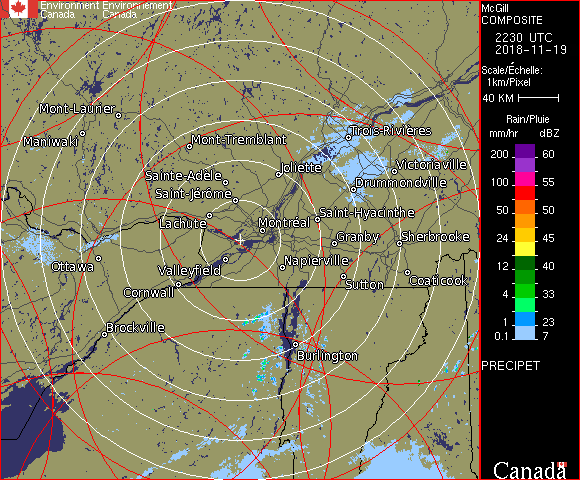 Environment Environnement
Canada Canada
Mont-Laurier
Trois-Rivières
Maniwaki
Mont-Tremblant
Joliette
Victoriaville
Sainte-Adèle
Drummondville
Saint-Jérôme
Lachute
Montréal
Saint-Hyacinthe
Granby
Sherbrooke
Ottawa
Valleyfield
Napierville
Cornwall
Sutton
Coaticook
Brockville
Burlington
McGill
COMPOSITE
2230 UTC
2018-11-19
Scale/Échelle:
1km/Pixel
40 KM
Rain/Pluie
mm/hr dBZ
200 60
100 55
50 50
24 45
12 40
4 33
1 23
0.1 7
PRECIPET
Canada